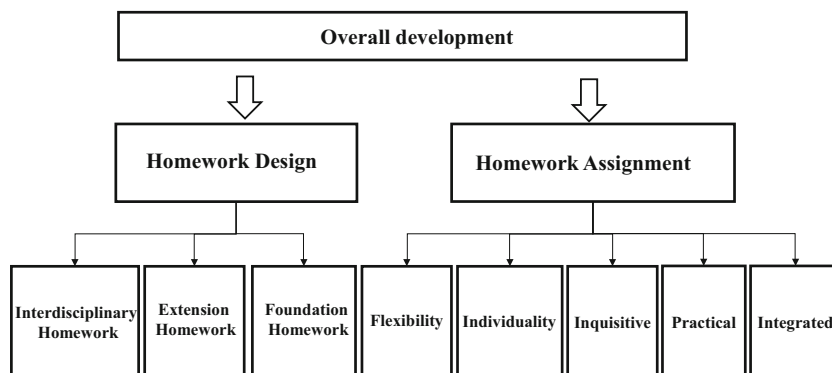 Overall development
Homework Design
Homework Assignment
Interdisciplinary
Homework
Extension
Homework
Foundation
Homework
Flexibility
Individuality
Inquisitive
Practical
Integrated